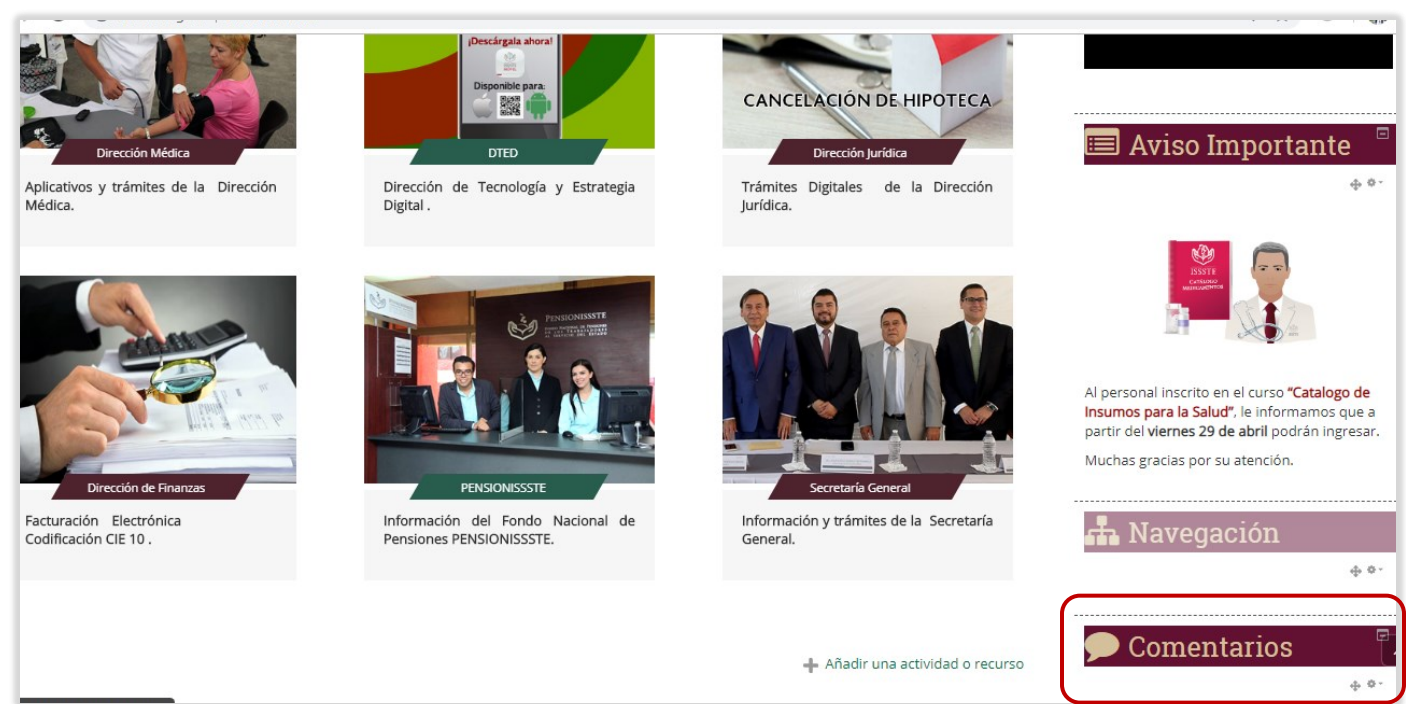 ¡Descárgala ahora!
Disponible para:
CANCELACIÓN DE HIPOTECA
Dirección Médica
DTED
Dirección Jurídica
Aplicativos y trámites de la Dirección
Médica.
Dirección de Tecnología y Estrategia
Digital .
Trámites Digitales de la Dirección
Jurídica.
PENSIONISSSTE
Dirección de Finanzas
PENSIONISSSTE
Secretaría General
Facturación Electrónica
Codificación CIE 10 .
Información del Fondo Nacional de
Pensiones PENSIONISSSTE.
Información y trámites de la Secretaría
General.
Añadir una actividad o recurso
Aviso Importante
ISSSTE
CATÁLOGO
MEDICAMENTOS
Al personal inscrito en el curso “Catalogo de
Insumos para la Salud”, le informamos que a
partir del viernes 29 de abril podrán ingresar.
Muchas gracias por su atención.
Navegación
Comentarios